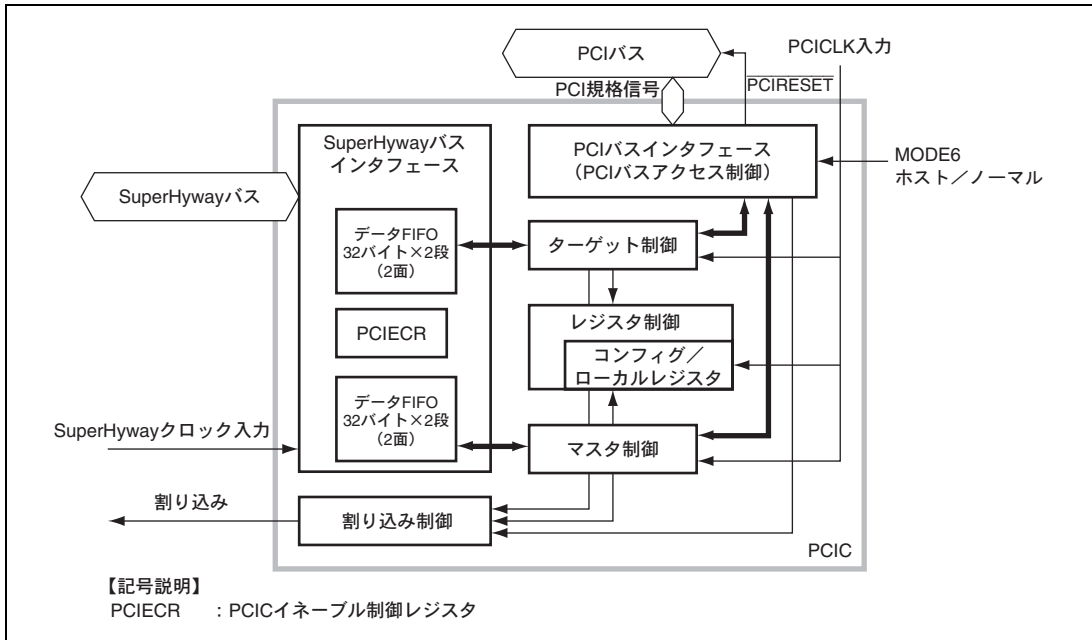 PCIバス
PCICLK入力
PCI規格信号
PCIRESET
SuperHywayバス
インタフェース
PCIバスインタフェース
（PCIバスアクセス制御）
MODE6
ホスト／ノーマル
SuperHywayバス
データFIFO
32バイト×2段
（2面）
ターゲット制御
レジスタ制御
PCIECR
コンフィグ／
ローカルレジスタ
データFIFO
32バイト×2段
（2面）
SuperHywayクロック入力
マスタ制御
割り込み
割り込み制御
PCIC
【記号説明】
PCIECR ：PCICイネーブル制御レジスタ